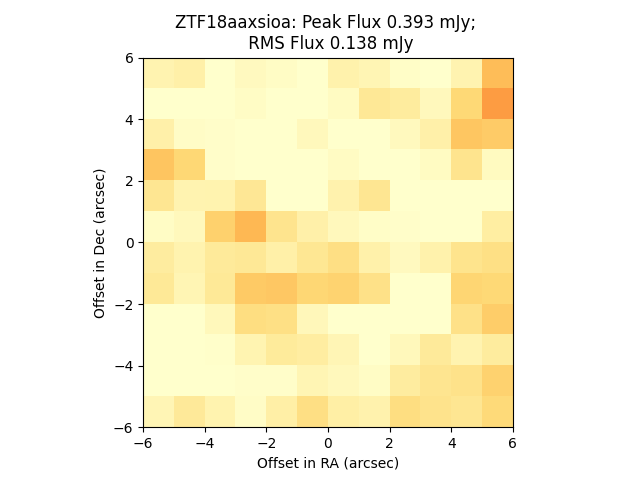 ZTF18aaxsioa: Peak Flux 0.393 mJy;
RMS Flux 0.138 mJy
6
4
2
0
−2
−4
−6
Offset in Dec (arcsec)
−6 −4 −2 0 2 4 6
Offset in RA (arcsec)